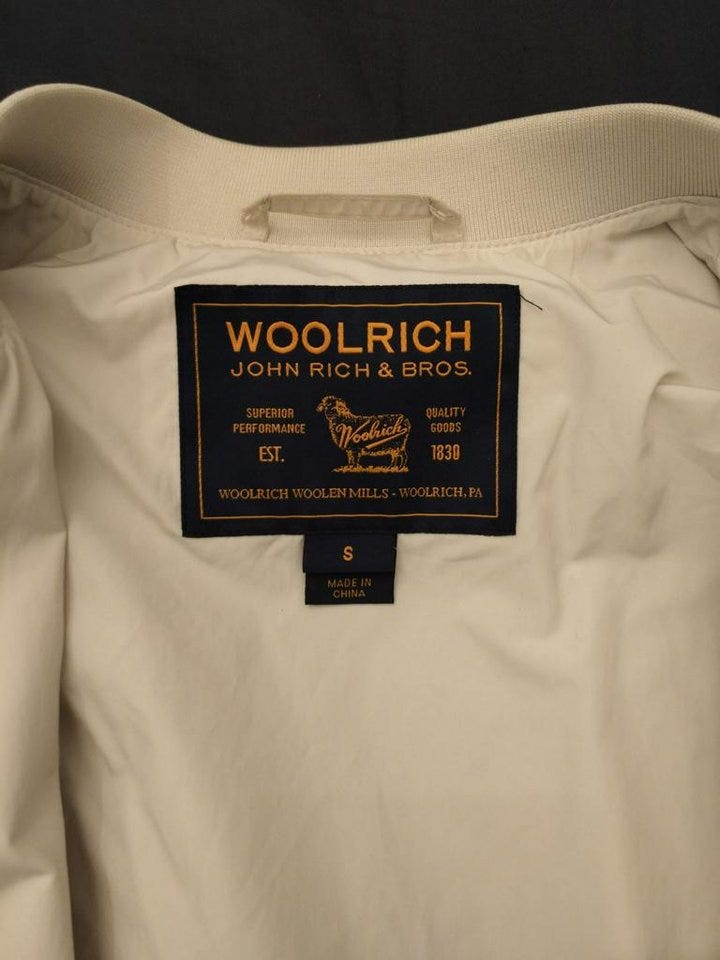 WOOLRICH
JOHN RICH & BROS.
SUPERIOR PERFORMANCE
EST.
Woolrich
QUALITY GOODS
1830
WOOLRICH WOOLEN MILLS - WOOLRICH, PA
S
MADE IN
CHINA